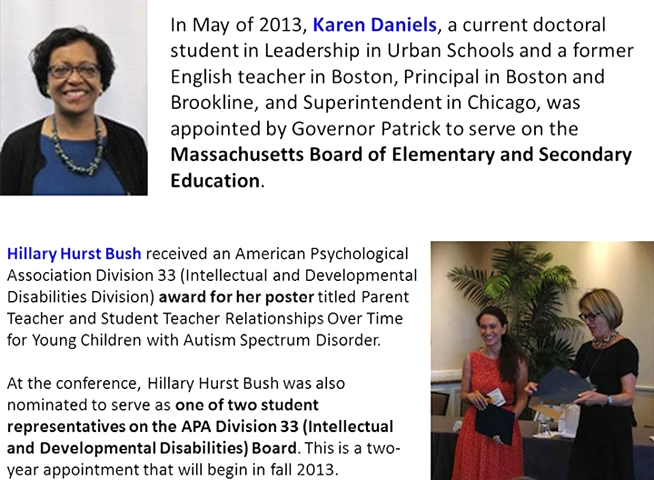 In May of 2013, Karen Daniels, a current doctoral
student in Leadership in Urban Schools and a former
English teacher in Boston, Principal in Boston and
Brookline, and Superintendent in Chicago, was
appointed by Governor Patrick to serve on the
Massachusetts Board of Elementary and Secondary
Education.
Hillary Hurst Bush received an American Psychological
Association Division 33 (Intellectual and Developmental
Disabilities Division) award for her poster titled Parent
Teacher and Student Teacher Relationships Over Time
for Young Children with Autism Spectrum Disorder.
At the conference, Hillary Hurst Bush was also
nominated to serve as one of two student
representatives on the APA Division 33 (Intellectual
and Developmental Disabilities) Board. This is a two-
year appointment that will begin in fall 2013.